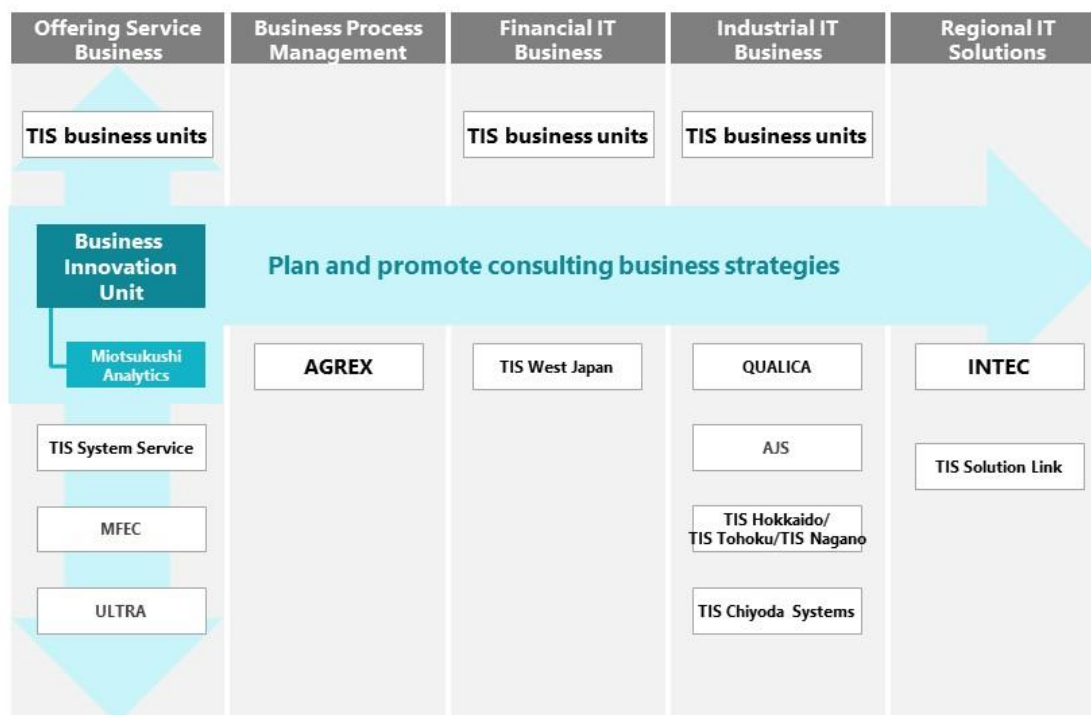 Offering Service
Business
Business Process
Management
Financial IT
Business
Industrial IT
Business
Regional IT
Solutions
TIS business units
TIS business units
TIS business units
Business
Innovation
Unit
Plan and promote consulting business strategies
Miotsukushi
Analytics
AGREX
TIS West Japan
QUALICA
INTEC
TIS System Service
AJS
TIS Solution Link
MFEC
TIS Hokkaido/
TIS Tohoku/TIS Nagano
ULTRA
TIS Chiyoda Systems